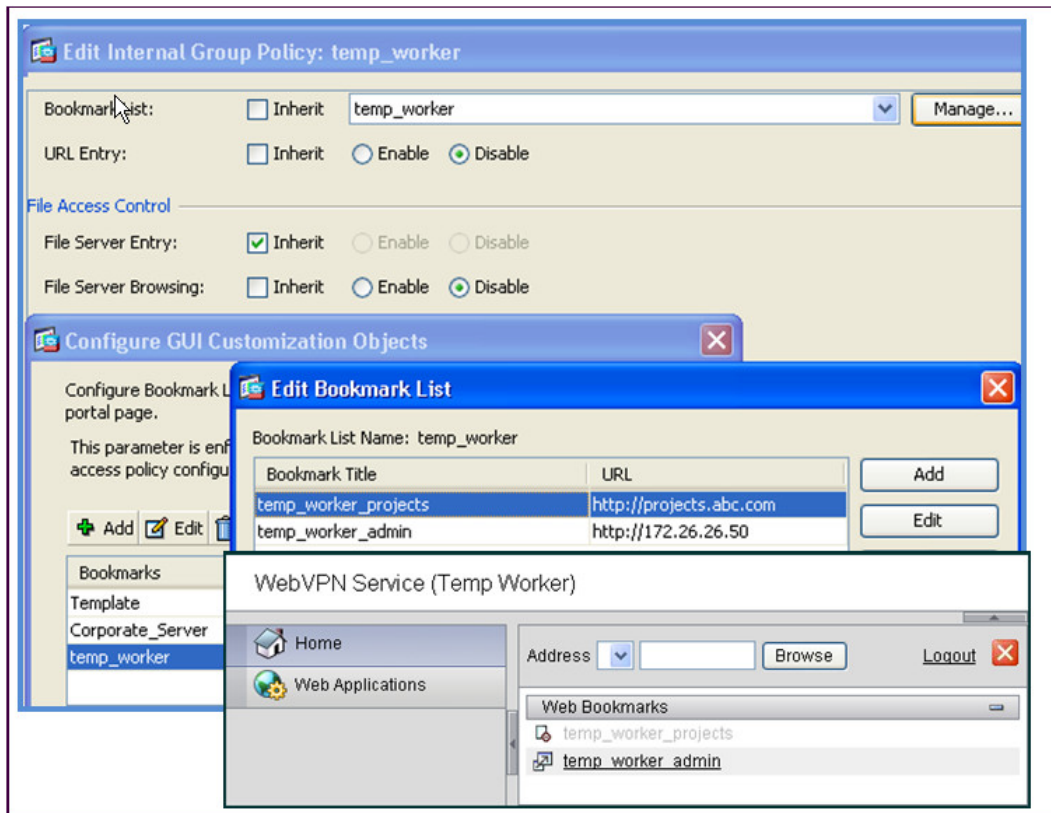 Edit Internal Group Policy: temp_worker
Bookmark List: Inherit temp_worker Manage...
URL Entry: Inherit Enable Disable
File Access Control
File Server Entry: Inherit Enable Disable
File Server Browsing: Inherit Enable Disable
Configure GUI Customization Objects
Configure Bookmark L
portal page.
This parameter is enf
access policy configu
Add Edit
Bookmarks
Template
Corporate_Server
temp_worker
Edit Bookmark List
Bookmark List Name: temp_worker
Bookmark Title URL
temp_worker_projects http://projects.abc.com
temp_worker_admin http://172.26.26.50
Add
Edit
WebVPN Service (Temp Worker)
Home
Web Applications
Address Browse Logout
Web Bookmarks
temp_worker_projects
temp_worker_admin